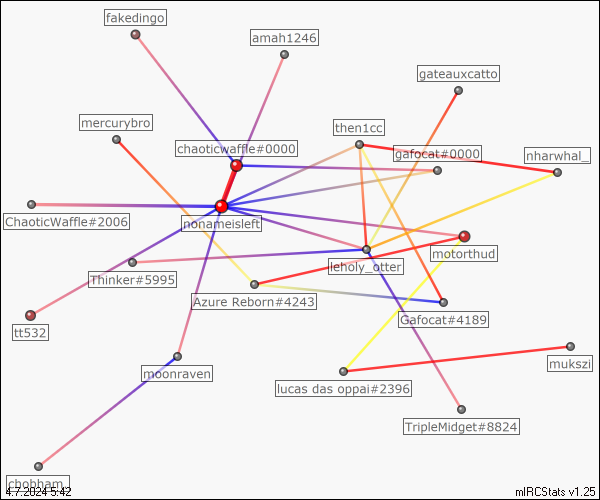 fakedingo
amah1246
gateauxcatto
mercurybro
then1cc
chaoticwaffle#0000
gafocat#0000
nharwhal_
ChaoticWaffle#2006
nonameisleft
motorthud
leholy_otter
Thinker#5995
Azure Reborn#4243
Gafocat#4189
tt532
mukszi
moonraven
lucas das oppai#2396
TripleMidget#8824
chobham_
4.7.2024 5:42
mIRCStats v1.25